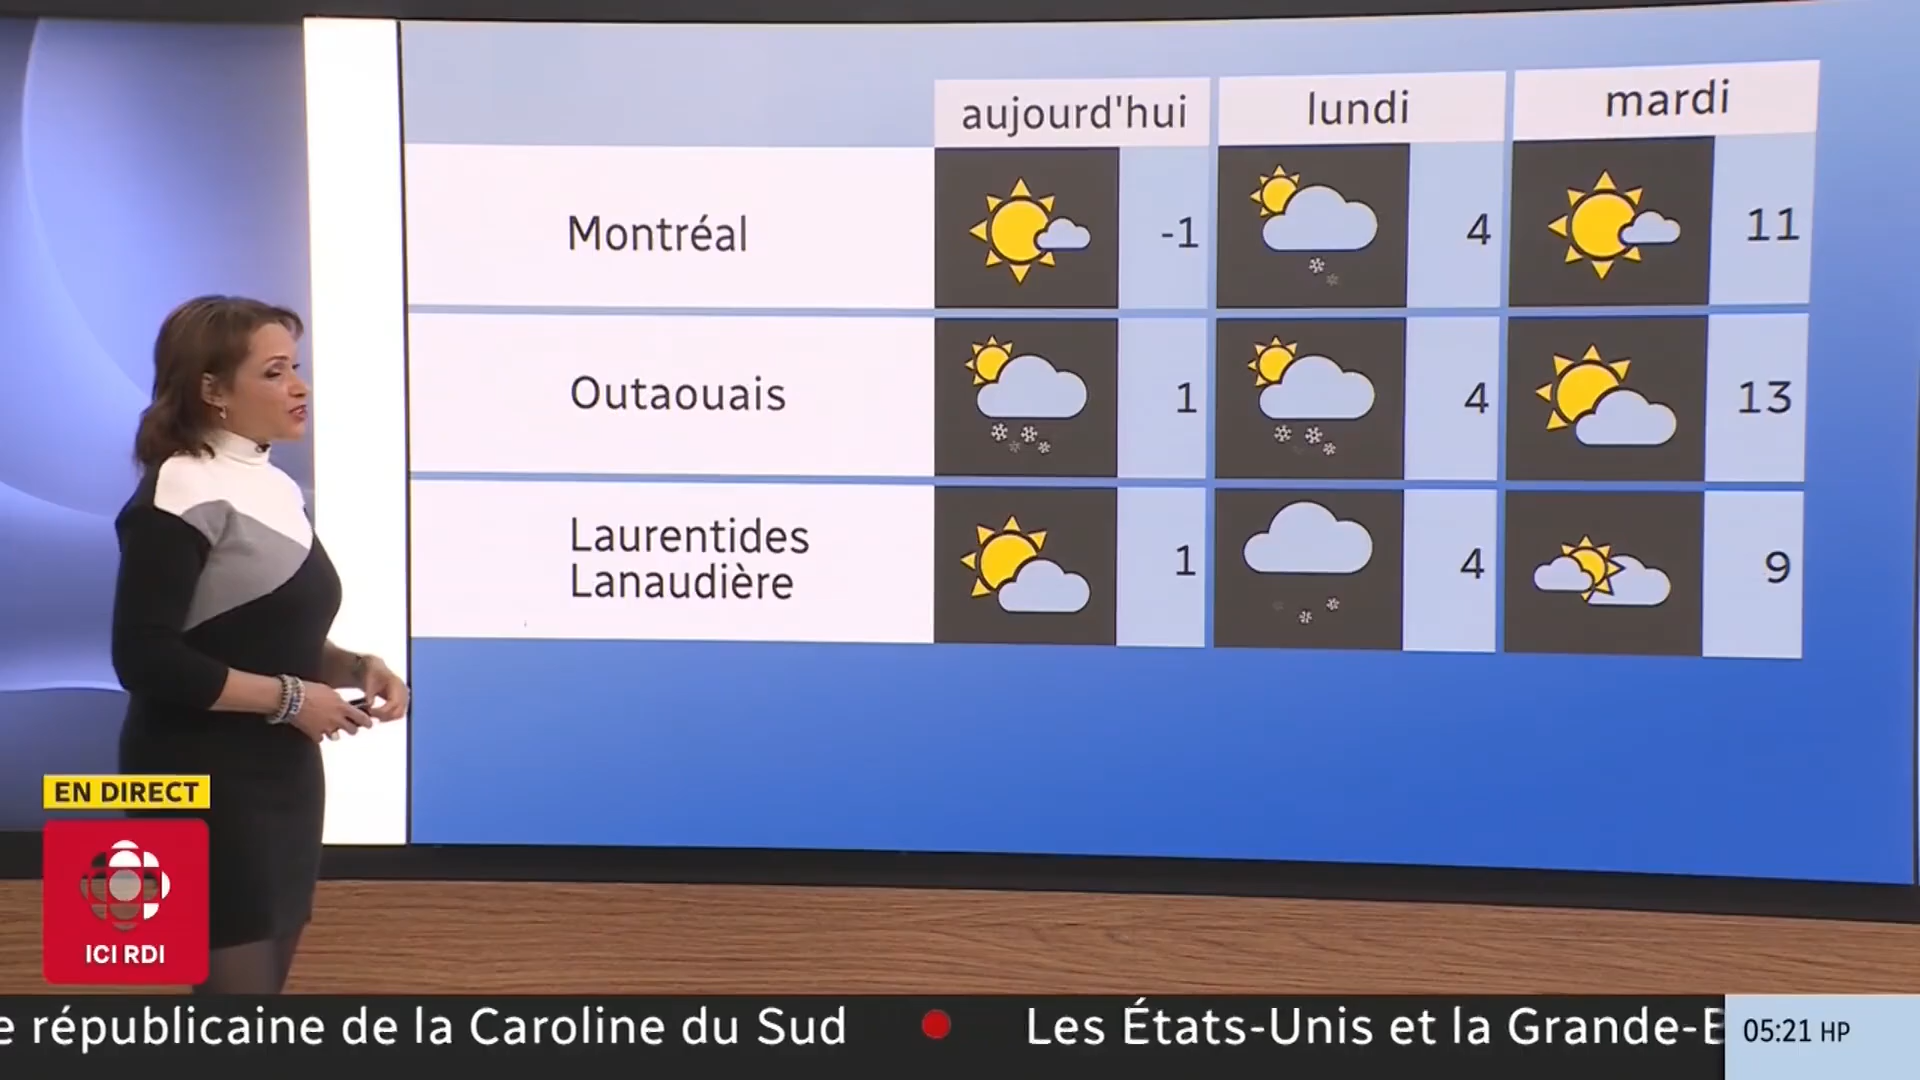 aujourd'hui lundi mardi
Montréal -1 4 11
Outaouais 1 4 13
Laurentides
Lanaudière 1 4 9
EN DIRECT
ICI RDI
e républicaine de la Caroline du Sud
Les États-Unis et la Grande-
05:21 HP